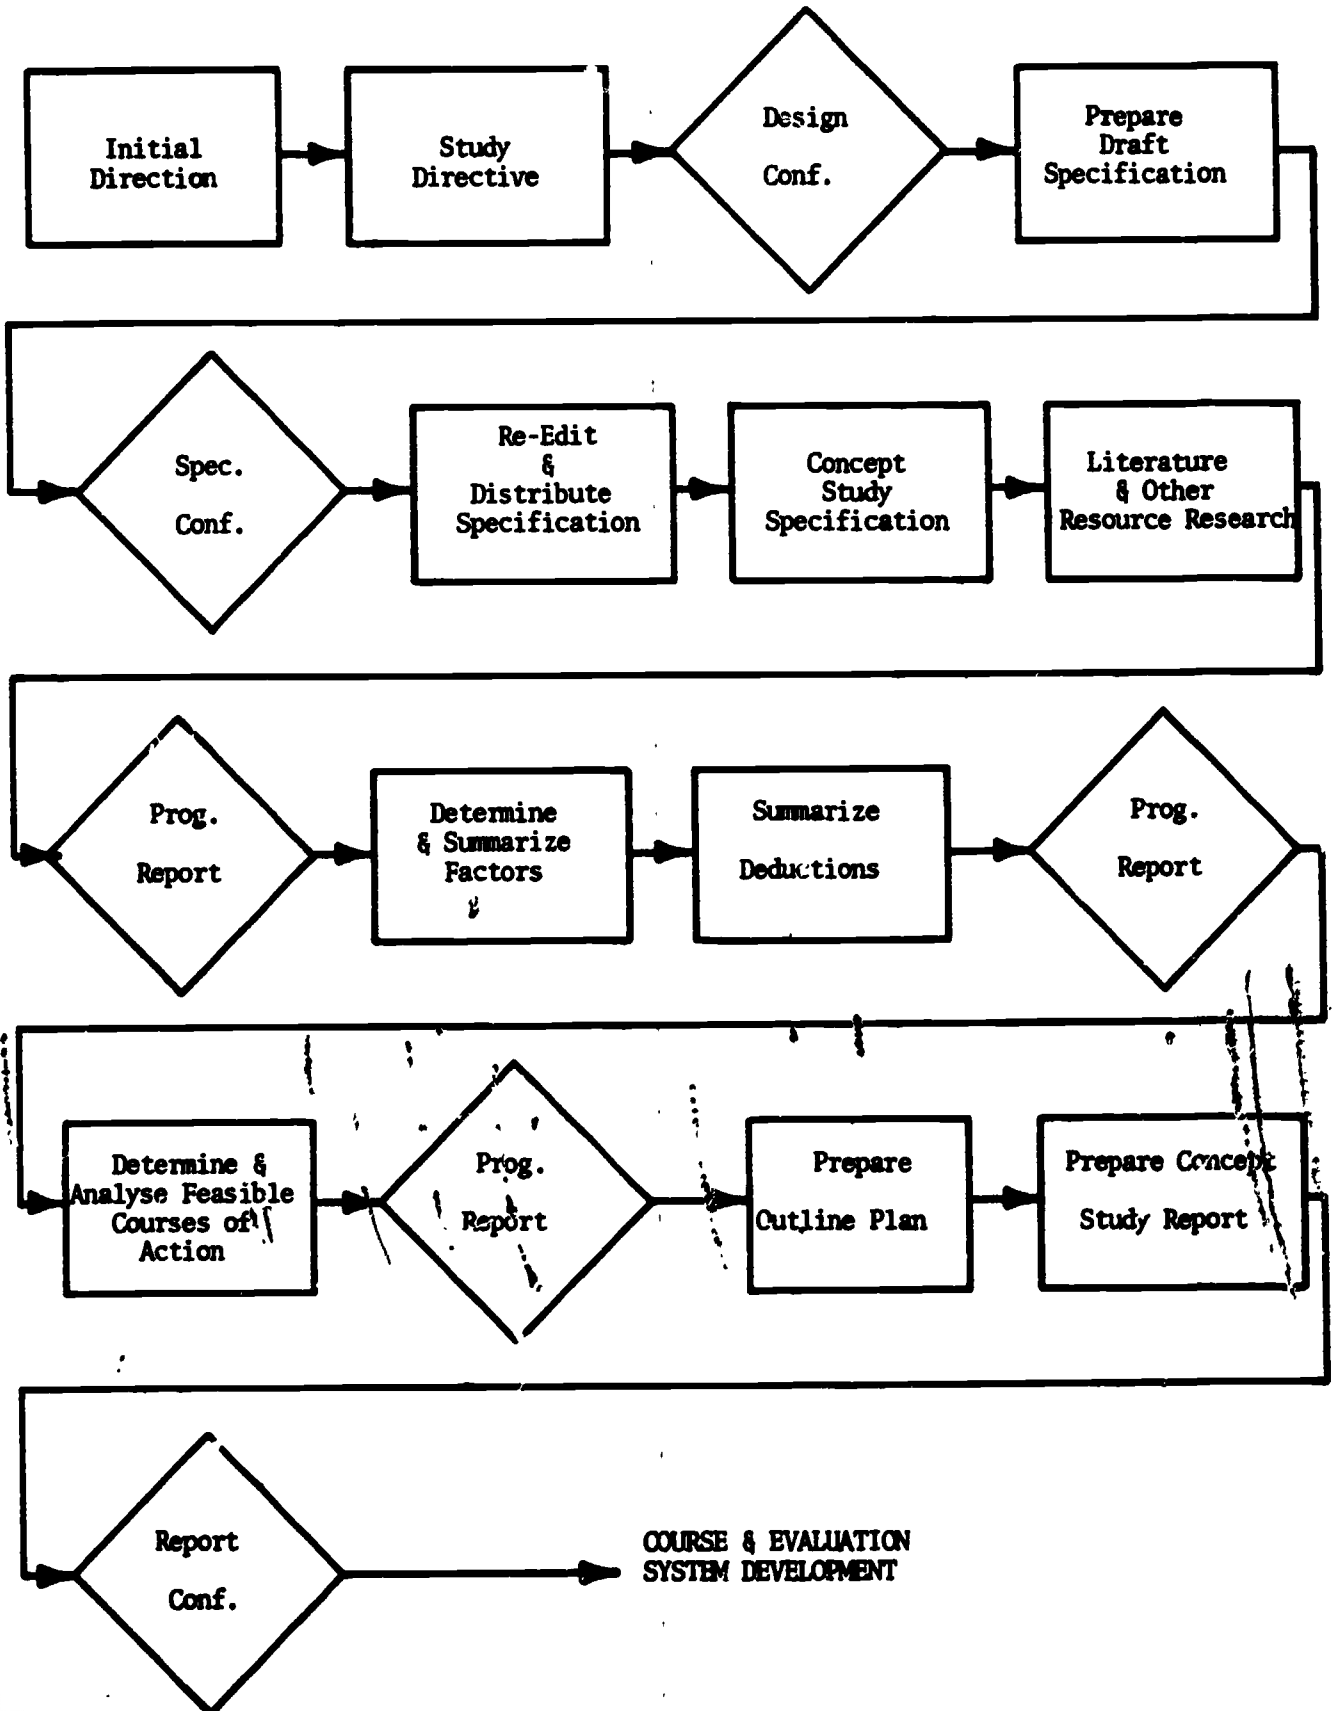 Initial
Direction
Study
Directive
Design
Conf.
Prepare
Draft
Specification
Spec.
Conf.
Re-Edit
&
Distribute
Specification
Concept
Study
Specification
Literature
& Other
Resource Research
Prog.
Report
Determine
& Summarize
Factors
Summarize
Deductions
Prog.
Report
Determine &
Analyse Feasible
Courses of
Action
Prog.
Report
Prepare
Outline Plan
Prepare Concept
Study Report
Report
Conf.
COURSE & EVALUATION
SYSTEM DEVELOPMENT